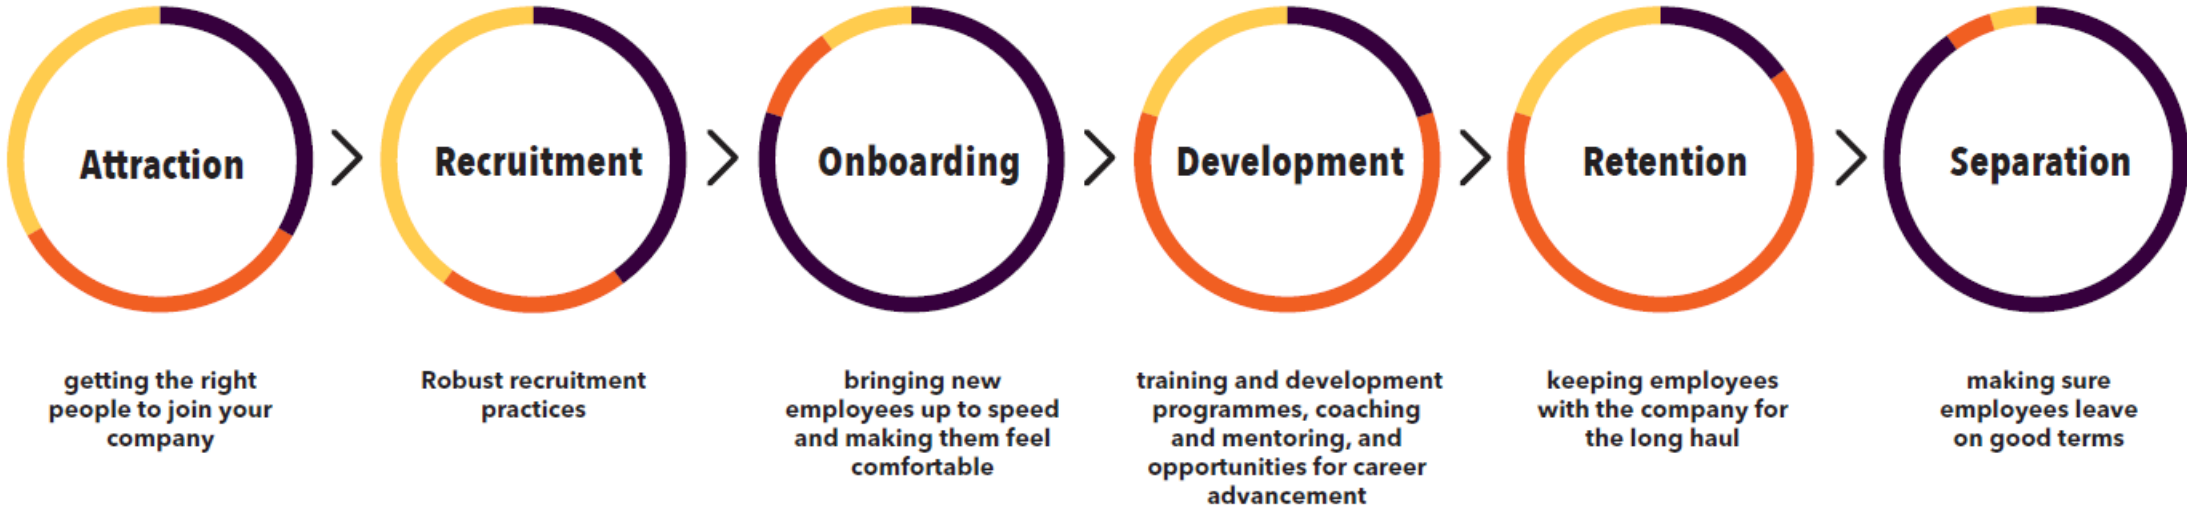 Attraction
Recruitment
Onboarding
Development
Retention
Separation
getting the right
people to join your
company
Robust recruitment
practices
bringing new
employees up to speed
and making them feel
comfortable
training and development
programmes, coaching
and mentoring, and
opportunities for career
advancement
keeping employees
with the company for
the long haul
making sure
employees leave
on good terms